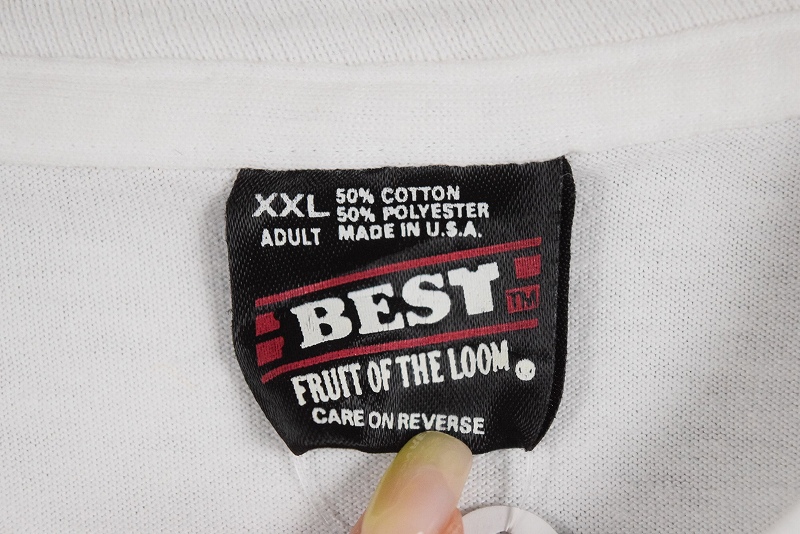 XXL 50% COTTON
50% POLYESTER
ADULT MADE IN U.S.A.
BEST TM
FRUIT OF THE LOOM ®
CARE ON REVERSE